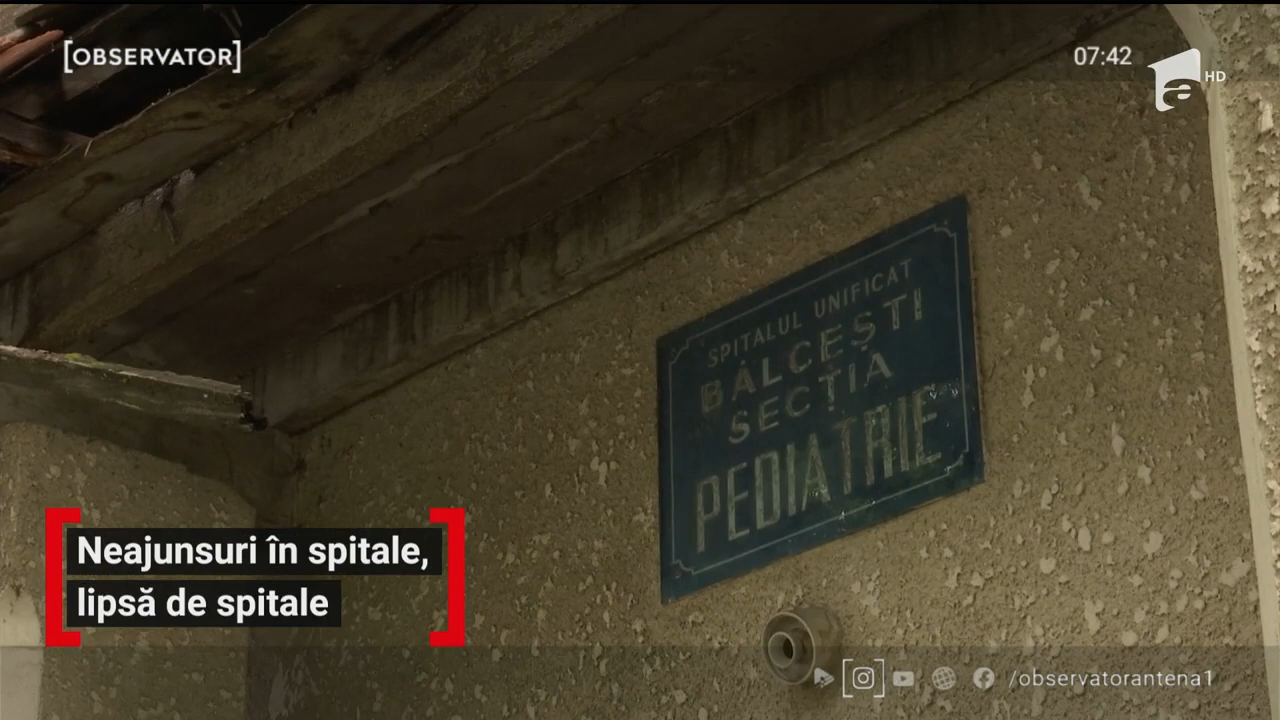 [OBSERVATOR]
07:42
a HD
SPITALUL UNIFICAT
BĂLCEȘTI
SECȚIA
PEDIATRIE
Neajunsuri în spitale,
lipsă de spitale
/observatorantena1